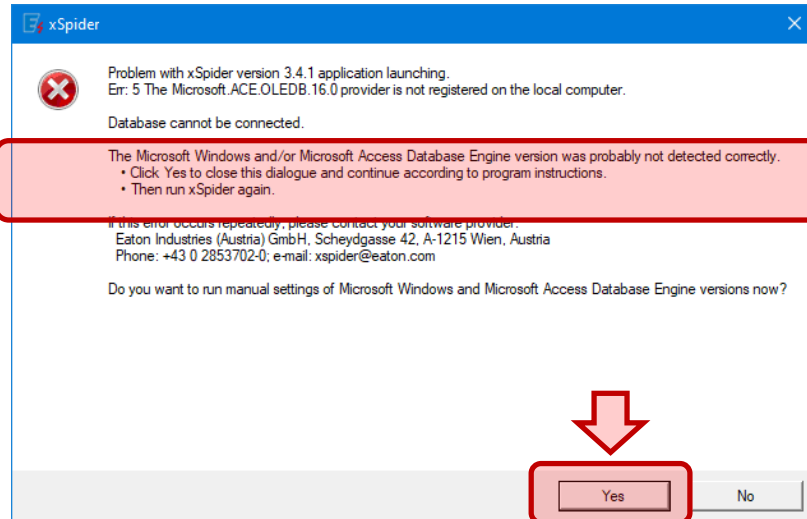 xSpider
Problem with xSpider version 3.4.1 application launching.
Err: 5 The Microsoft.ACE.OLEDB.16.0 provider is not registered on the local computer.
Database cannot be connected.
The Microsoft Windows and/or Microsoft Access Database Engine version was probably not detected correctly.
• Click Yes to close this dialogue and continue according to program instructions.
• Then run xSpider again.
If this error occurs repeatedly, please contact your software provider:
Eaton Industries (Austria) GmbH, Scheydgasse 42, A-1215 Wien, Austria
Phone: +43 0 2853702-0; e-mail: xspider@eaton.com
Do you want to run manual settings of Microsoft Windows and Microsoft Access Database Engine versions now?
Yes
No